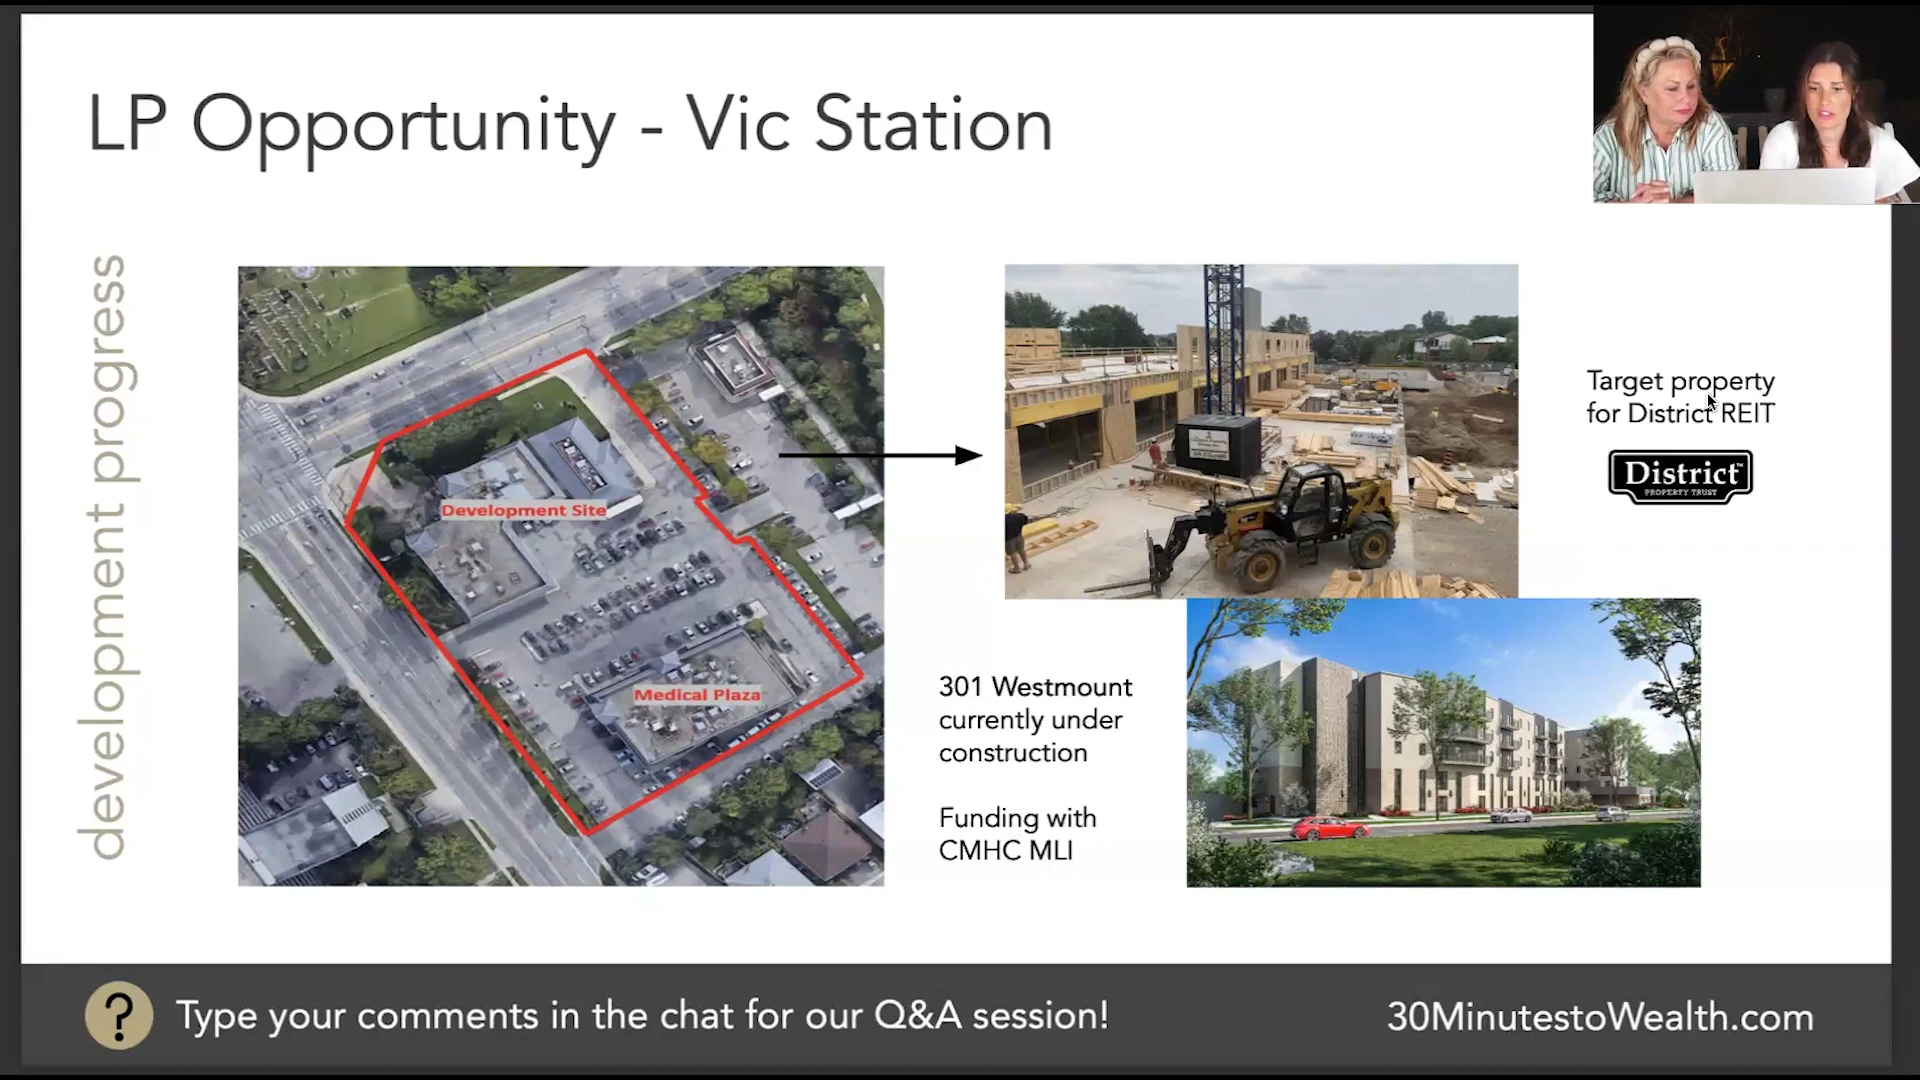 LP Opportunity - Vic Station
development progress
Development Site
Medical Plaza
Target property
for District REIT
District™
PROPERTY TRUST
301 Westmount
currently under
construction
Funding with
CMHC MLI
? Type your comments in the chat for our Q&A session!
30MinutestoWealth.com